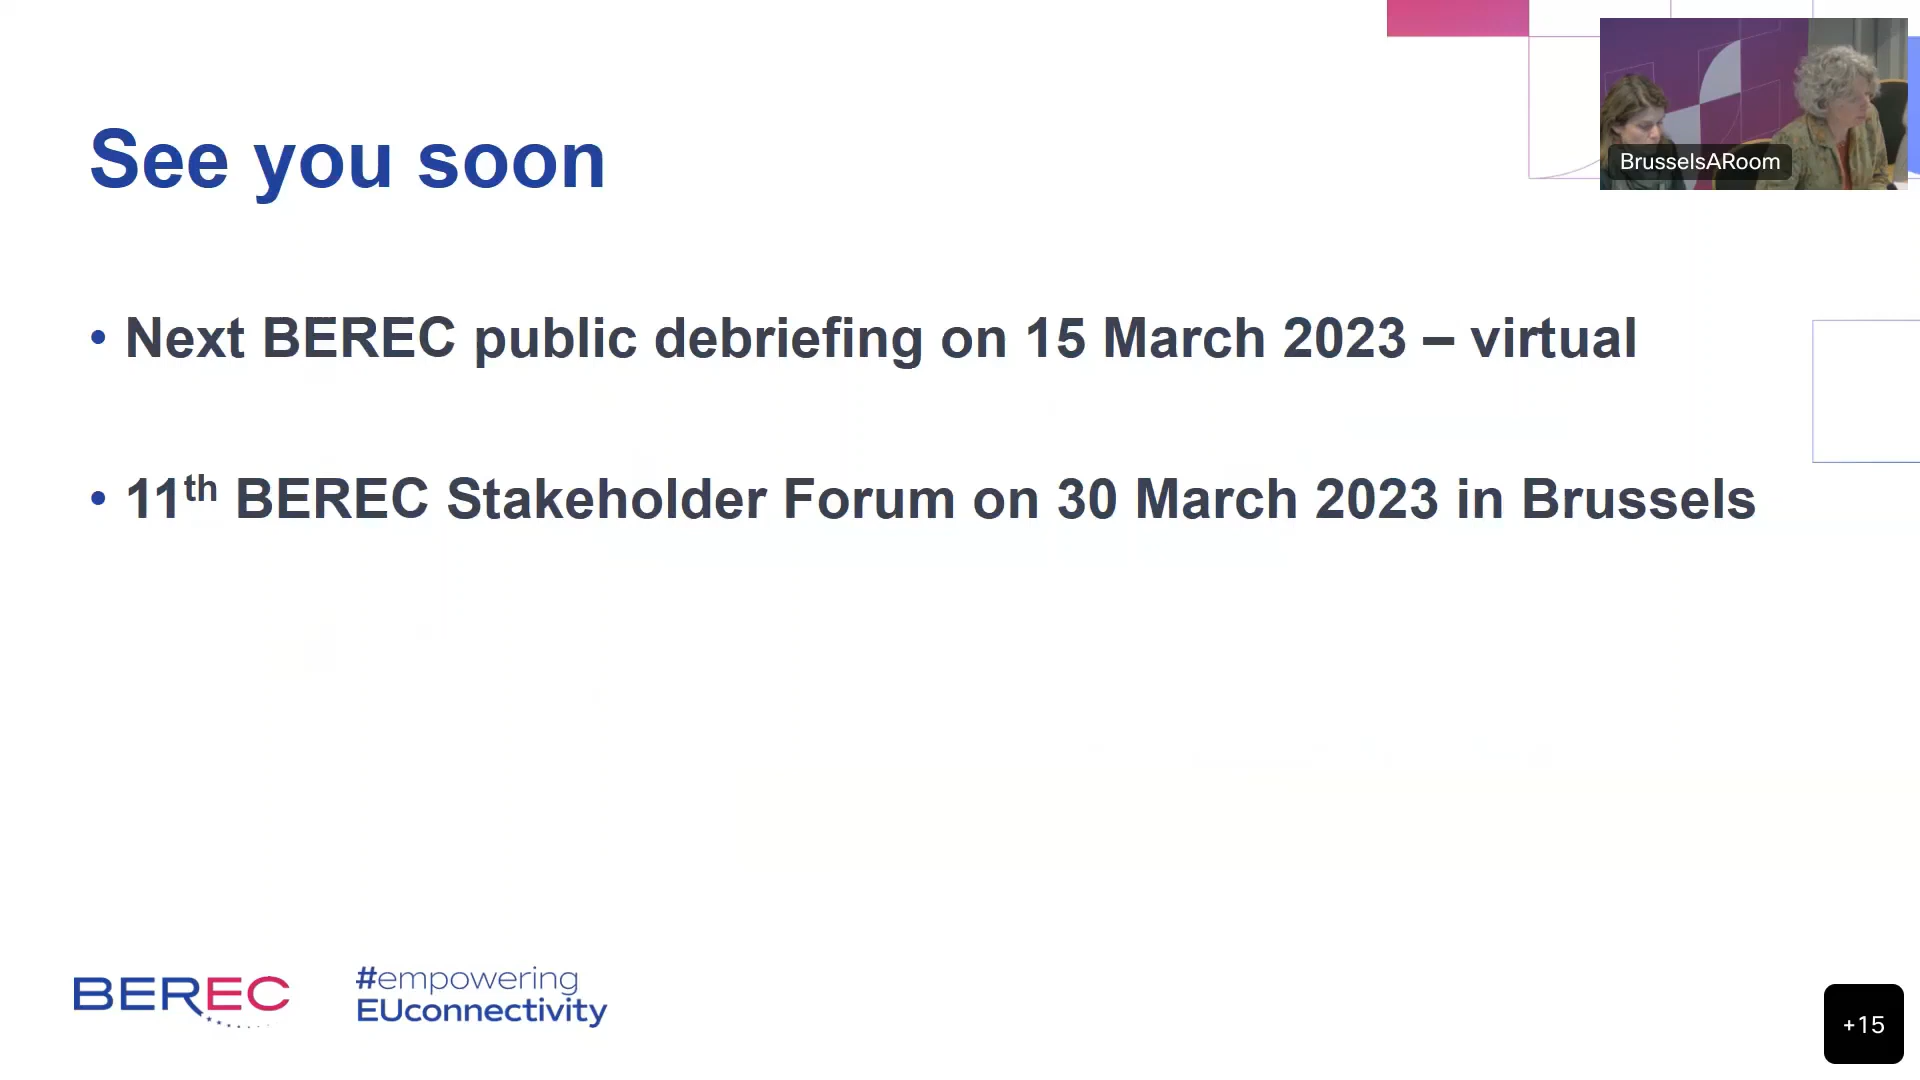 See you soon
BrusselsARoom
• Next BEREC public debriefing on 15 March 2023 – virtual
• 11th BEREC Stakeholder Forum on 30 March 2023 in Brussels
BEREC
#empowering
EUconnectivity
+15